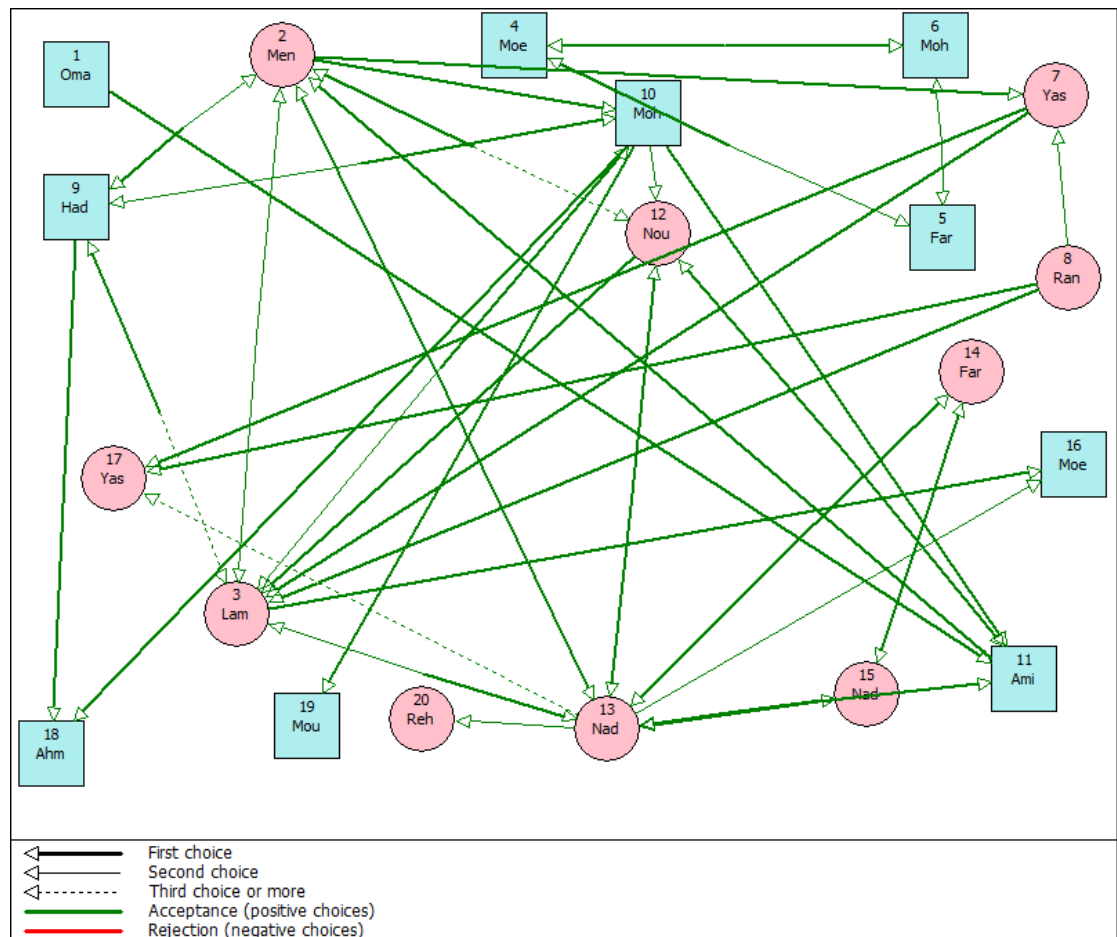 1
Oma
2
Men
4
Moe
6
Moh
7
Yas
10
Moh
9
Had
12
Nou
5
Far
8
Ran
14
Far
16
Moe
17
Yas
3
Lam
11
Ami
15
Nad
20
Reh
19
Mou
13
Nad
18
Ahm
First choice
Second choice
Third choice or more
Acceptance (positive choices)
Rejection (negative choices)